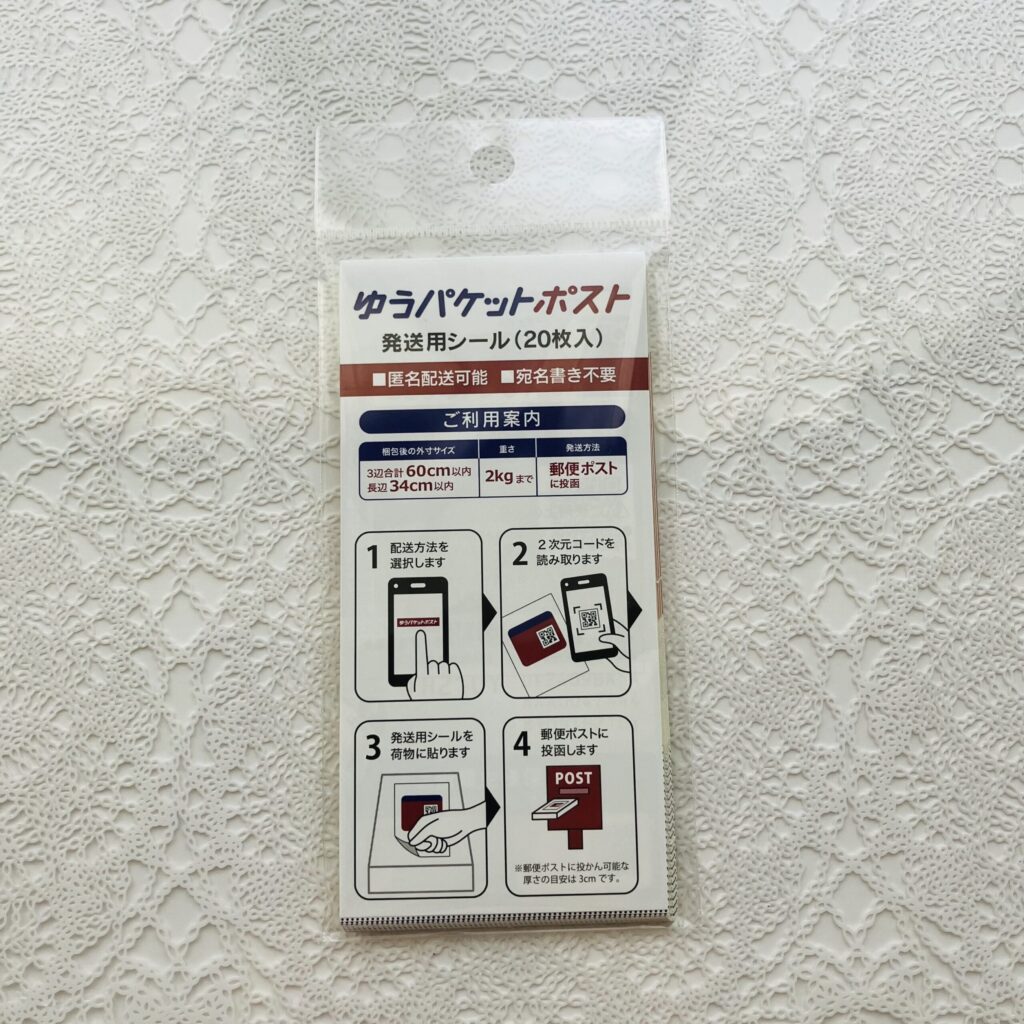 ゆうパケットポスト
発送用シール(20枚入)
■匿名配送可能 ■宛名書き不要
ご利用案内
梱包後の外寸サイズ 重さ 発送方法
3辺合計 60cm以内
長辺 34cm以内
2kgまで
郵便ポスト
に投函
1 配送方法を
選択します
ゆうパケットポスト
2 2次元コードを
読み取ります
3 発送用シールを
荷物に貼ります
4 郵便ポストに
投函します
POST
※郵便ポストに投かん可能な
厚さの目安は3cmです。